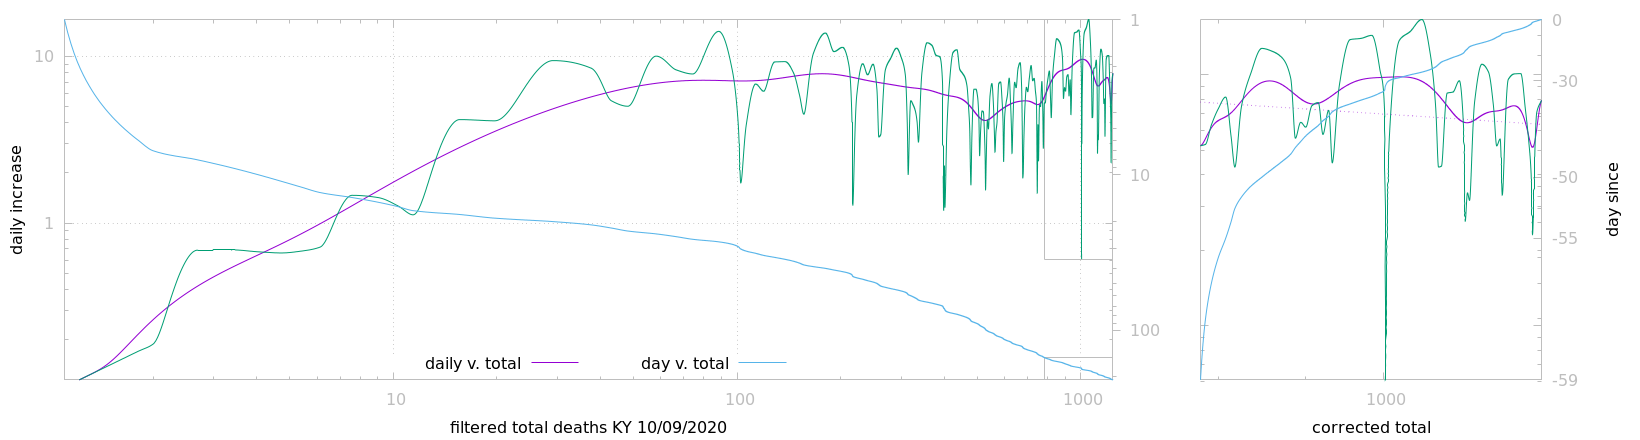 10
1
daily increase
daily v. total
day v. total
10
100
1000
filtered total deaths KY 10/09/2020
1
10
100
1000
corrected total
0
-30
-50
-55
-59
day since